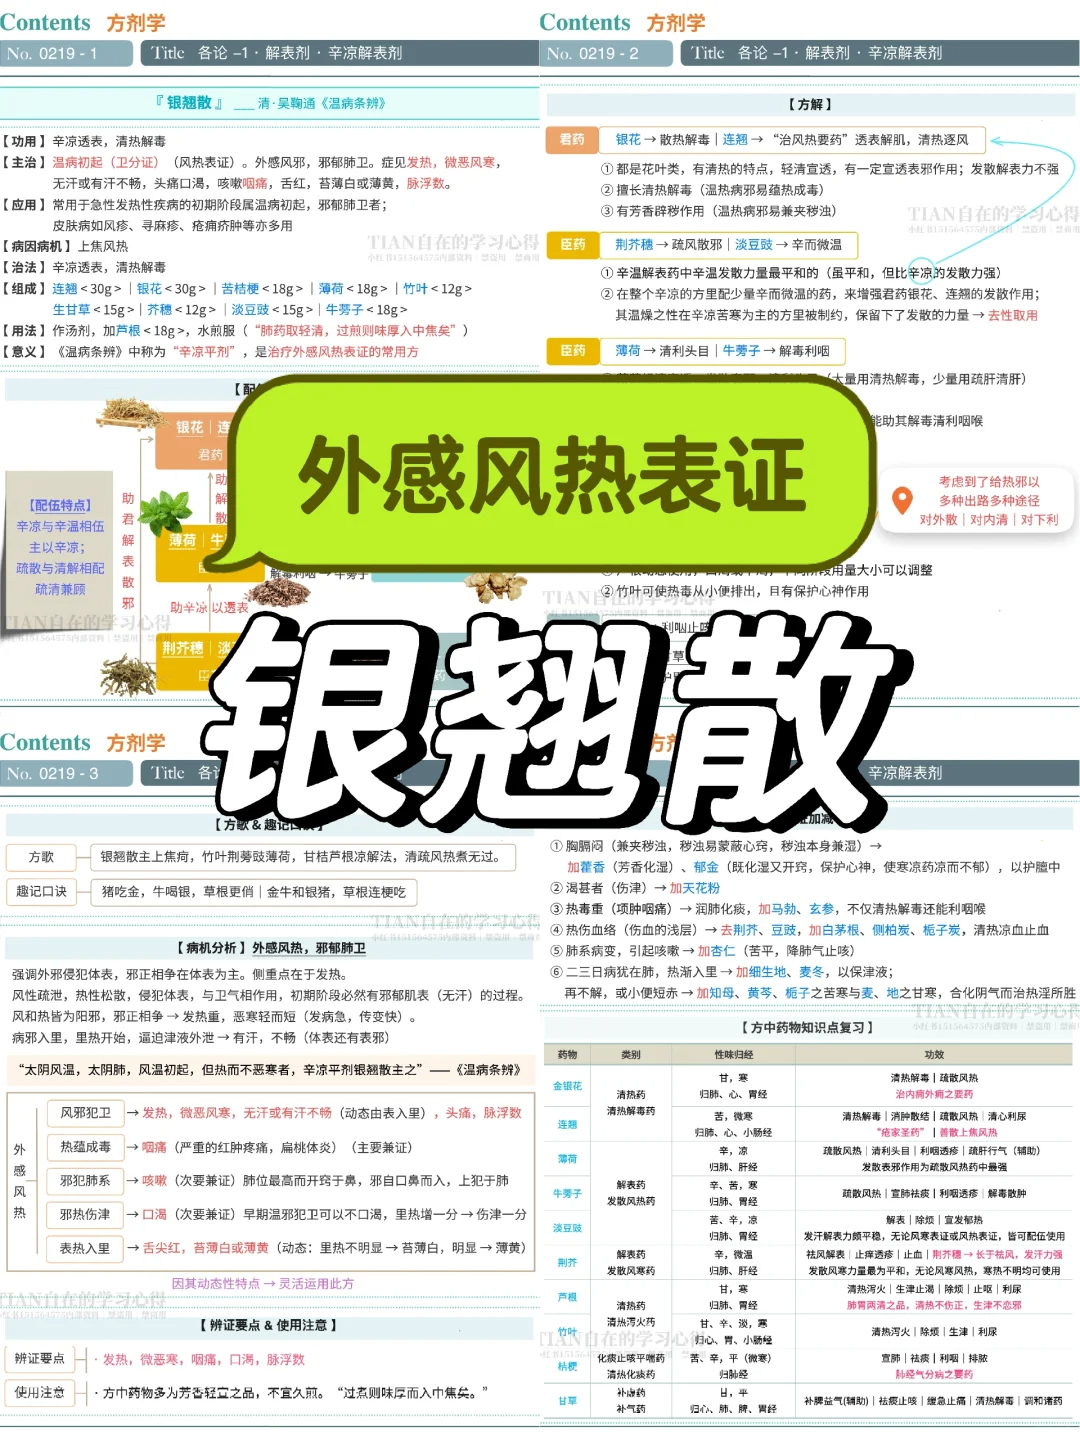 Contents 方剂学
No. 0219 - 1 Title 各论 –1 · 解表剂 · 辛凉解表剂
『 银翘散 』 ___ 清·吴鞠通《温病条辨》
【功用】辛凉透表，清热解毒
【主治】温病初起（卫分证）（风热表证）。外感风邪，邪郁肺卫。症见发热，微恶风寒，
无汗或有汗不畅，头痛口渴，咳嗽咽痛，舌红，苔薄白或薄黄，脉浮数。
【应用】常用于急性发热性疾病的初期阶段属温病初起，邪郁肺卫者；
皮肤病如风疹、寻麻疹、疮痈疥肿等亦多用
【病因病机】上焦风热
【治法】辛凉透表，清热解毒
【组成】连翘＜30g＞｜银花＜30g＞｜苦桔梗＜18g＞｜薄荷＜18g＞｜竹叶＜12g＞
生甘草＜15g＞｜芥穗＜12g＞｜淡豆豉＜15g＞｜牛蒡子＜18g＞
【用法】作汤剂，加芦根＜18g＞，水煎服（“肺药取轻清，过煎则味厚入中焦矣”）
【意义】《温病条辨》中称为“辛凉平剂”，是治疗外感风热表证的常用方
【配
银花｜连
君药
【配伍特点】
辛凉与辛温相伍
主以辛凉；
疏散与清解相配
疏清兼顾
助君解表散邪
助
解
散
薄荷｜牛
解毒利咽 → 牛蒡子
助辛凉 以透表
荆芥穗｜淡
Contents 方剂学
No. 0219 - 2 Title 各论 –1 · 解表剂 · 辛凉解表剂
【 方解 】
君药 银花 → 散热解毒｜连翘 → “治风热要药”透表解肌，清热逐风
① 都是花叶类，有清热的特点，轻清宣透，有一定宣透表邪作用；发散解表力不强
② 擅长清热解毒（温热病邪易蕴热成毒）
③ 有芳香辟秽作用（温热病邪易兼夹秽浊）
臣药 荆芥穗 → 疏风散邪｜淡豆豉 → 辛而微温
① 辛温解表药中辛温发散力量最平和的（虽平和，但比辛凉的发散力强）
② 在整个辛凉的方里配少量辛而微温的药，来增强君药银花、连翘的发散作用；
其温燥之性在辛凉苦寒为主的方里被制约，保留下了发散的力量 → 去性取用
臣药 薄荷 → 清利头目｜牛蒡子 → 解毒利咽
大量用清热解毒，少量用疏肝清肝）
能助其解毒清利咽喉
考虑到了给热邪以
多种出路多种途径
对外散｜对内清｜对下利
用量大小可以调整
② 竹叶可使热毒从小便排出，且有保护心神作用
外感风热表证
银翘散
Contents 方剂学
No. 0219 - 3 Title 各论
【 方歌 & 趣记口诀 】
方歌 银翘散主上焦疴，竹叶荆蒡豉薄荷，甘桔芦根凉解法，清疏风热煮无过。
趣记口诀 猪吃金，牛喝银，草根更俏｜金牛和银猪，草根连梗吃
【 病机分析 】外感风热，邪郁肺卫
强调外邪侵犯体表，邪正相争在体表为主。侧重点在于发热。
风性疏泄，热性松散，侵犯体表，与卫气相作用，初期阶段必然有邪郁肌表（无汗）的过程。
风和热皆为阳邪，邪正相争 → 发热重，恶寒轻而短（发病急，传变快）。
病邪入里，里热开始，逼迫津液外泄 → 有汗，不畅（体表还有表邪）
“太阴风温，太阴肺，风温初起，但热而不恶寒者，辛凉平剂银翘散主之”——《温病条辨》
外感风热
风邪犯卫 → 发热，微恶风寒，无汗或有汗不畅（动态由表入里），头痛，脉浮数
热蕴成毒 → 咽痛（严重的红肿疼痛，扁桃体炎）（主要兼证）
邪犯肺系 → 咳嗽（次要兼证）肺位最高而开窍于鼻，邪自口鼻而入，上犯于肺
邪热伤津 → 口渴（次要兼证）早期温邪犯卫可以不口渴，里热增一分 → 伤津一分
表热入里 → 舌尖红，苔薄白或薄黄（动态：里热不明显 → 苔薄白，明显 → 薄黄）
因其动态性特点 → 灵活运用此方
【 辨证要点 & 使用注意 】
辨证要点 · 发热，微恶寒，咽痛，口渴，脉浮数
使用注意 · 方中药物多为芳香轻宣之品，不宜久煎。“过煮则味厚而入中焦矣。”
辛凉解表剂
加减
① 胸膈闷（兼夹秽浊，秽浊易蒙蔽心窍，秽浊本身兼湿）→
加藿香（芳香化湿）、郁金（既化湿又开窍，保护心神，使寒凉药凉而不郁），以护膻中
② 渴甚者（伤津）→ 加天花粉
③ 热毒重（项肿咽痛）→ 润肺化痰，加马勃、玄参，不仅清热解毒还能利咽喉
④ 热伤血络（伤血的浅层）→ 去荆芥、豆豉，加白茅根、侧柏炭、栀子炭，清热凉血止血
⑤ 肺系病变，引起咳嗽 → 加杏仁（苦平，降肺气止咳）
⑥ 二三日病犹在肺，热渐入里 → 加细生地、麦冬，以保津液；
再不解，或小便短赤 → 加知母、黄芩、栀子之苦寒与麦、地之甘寒，合化阴气而治热淫所胜
【 方中药物知识点复习 】
药物 类别 性味归经 功效
金银花 清热药 清热解毒药 甘，寒 归肺、心、胃经 清热解毒｜疏散风热 治内痈外痈之要药
连翘 苦，微寒 归肺、心、小肠经 清热解毒｜消肿散结｜疏散风热｜清心利尿 “疮家圣药”｜善散上焦风热
薄荷 解表药 发散风热药 辛，凉 归肺、肝经 疏散风热｜清利头目｜利咽透疹｜疏肝行气（辅助） 发散表邪作用为疏散风热药中最强
牛蒡子 辛、苦，寒 归肺、胃经 疏散风热｜宣肺祛痰｜利咽透疹｜解毒散肿
淡豆豉 苦、辛，凉 归肺、胃经 解表｜除烦｜宣发郁热 发汗解表力颇平稳，无论风寒表证或风热表证，皆可配伍使用
荆芥 解表药 发散风寒药 辛，微温 归肺、肝经 祛风解表｜止痒透疹｜止血｜荆芥穗 → 长于祛风，发汗力强 发散风寒力量最为平和，无论风寒风热，寒热不明均可使用
芦根 清热药 清热泻火药 甘，寒 归肺、胃经 清热泻火｜生津止渴｜除烦｜止呕｜利尿 肺胃两清之品，清热不伤正，生津不恋邪
竹叶 甘、辛、淡，寒 归心、胃、小肠经 清热泻火｜除烦｜生津｜利尿
桔梗 化痰止咳平喘药 清热化痰药 苦、辛，平（微寒） 归肺经 宣肺｜祛痰｜利咽｜排脓 肺经气分病之要药
甘草 补虚药 补气药 甘，平 归心、肺、脾、胃经 补脾益气(辅助)｜祛痰止咳｜缓急止痛｜清热解毒｜调和诸药
TIAN自在的学习心得
小红书151564575内部资料｜禁盗用｜禁商用